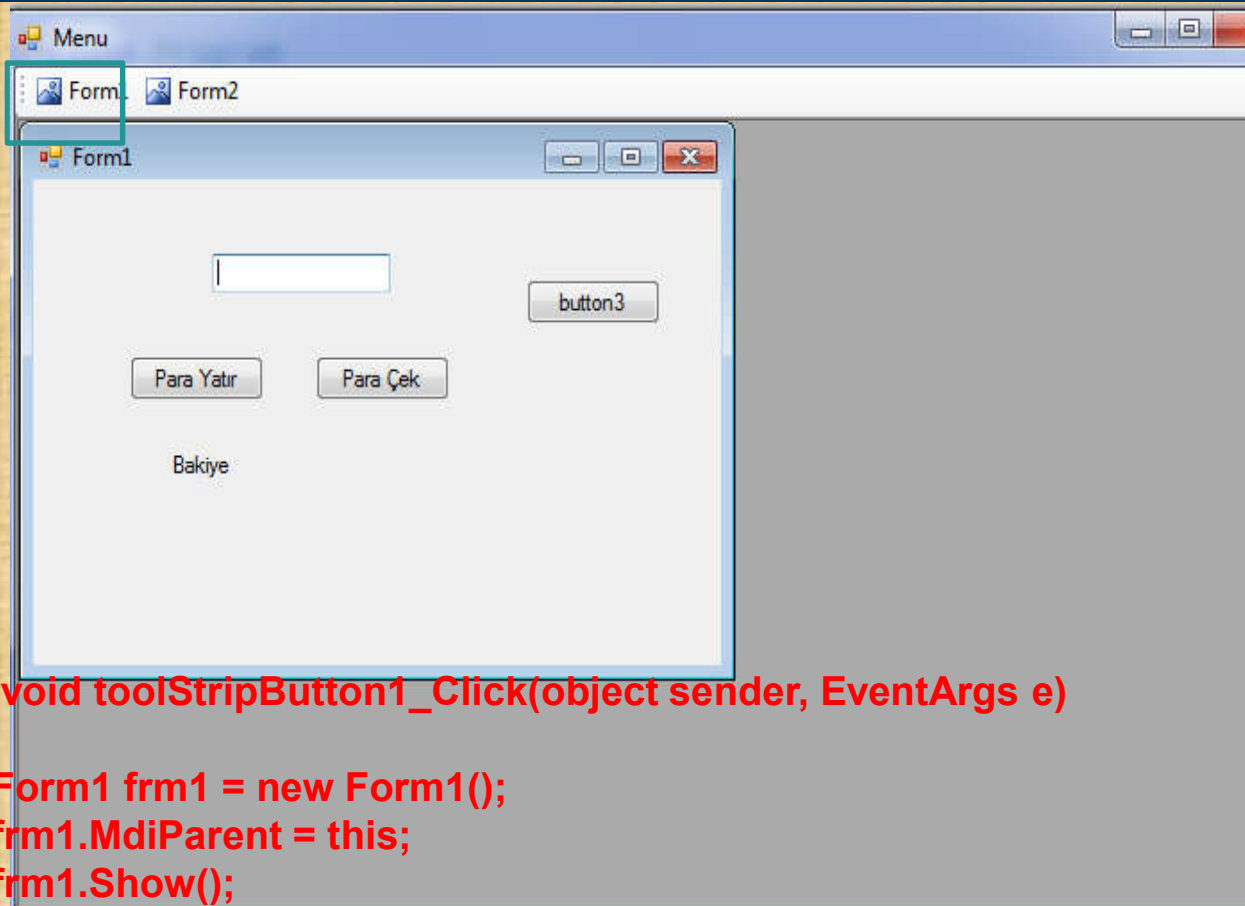 Menu
Form1 Form2
Form1
button3
Para Yatır Para Çek
Bakiye
void toolStripButton1_Click(object sender, EventArgs e)
Form1 frm1 = new Form1();
frm1.MdiParent = this;
frm1.Show();